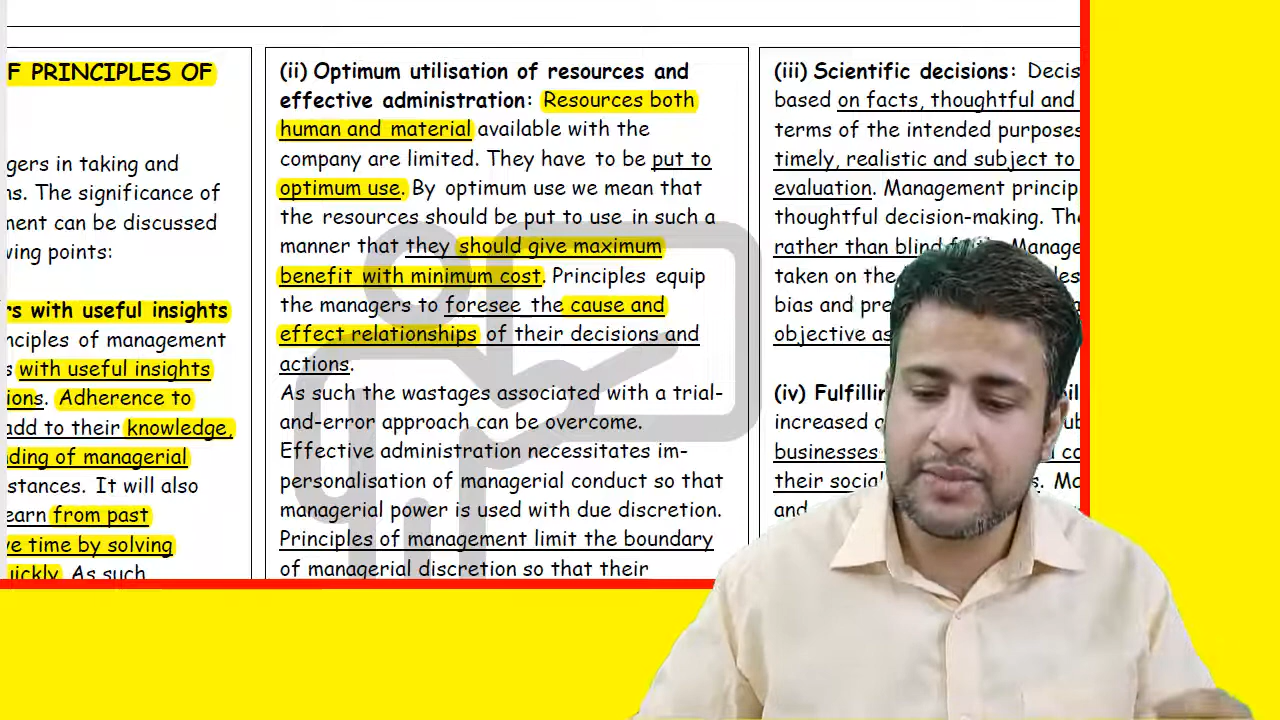 F PRINCIPLES OF
gers in taking and
ns. The significance of
nent can be discussed
wing points:
rs with useful insights
nciples of management
s with useful insights
ions. Adherence to
add to their knowledge,
ding of managerial
stances. It will also
earn from past
ve time by solving
uickly. As such
(ii) Optimum utilisation of resources and
effective administration: Resources both
human and material available with the
company are limited. They have to be put to
optimum use. By optimum use we mean that
the resources should be put to use in such a
manner that they should give maximum
benefit with minimum cost. Principles equip
the managers to foresee the cause and
effect relationships of their decisions and
actions.
As such the wastages associated with a trial-
and-error approach can be overcome.
Effective administration necessitates im-
personalisation of managerial conduct so that
managerial power is used with due discretion.
Principles of management limit the boundary
of managerial discretion so that their
(iii) Scientific decisions: Decis
based on facts, thoughtful and
terms of the intended purposes
timely, realistic and subject to
evaluation. Management princip
thoughtful decision-making. The
rather than blind Manage
taken on the les
bias and pre
objective as
(iv) Fulfillin
increased
businesses co
their social Ma
and